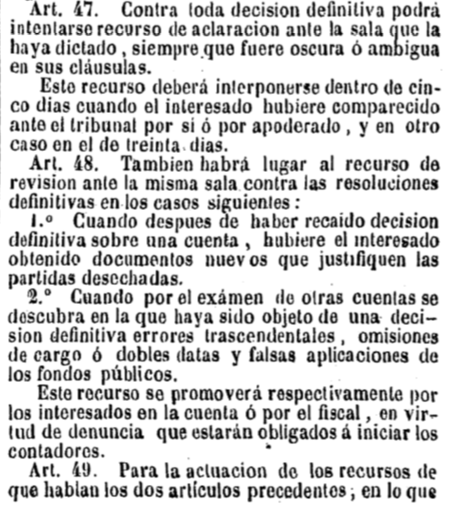 Art. 47. Contra toda decision definitiva podrá
intentarse recurso de aclaracion ante la sala que la
haya dictado, siempre que fuere oscura ó ambigua
en sus cláusulas.
Este recurso deberá interponerse dentro de cin-
co dias cuando el interesado hubiere comparecido
ante el tribunal por si ó por apoderado, y en otro
caso en el de treinta dias.
Art. 48. Tambien habrá lugar al recurso de
revision ante la misma sala contra las resoluciones
definitivas en los casos siguientes:
1.º Cuando despues de haber recaido decision
definitiva sobre una cuenta, hubiere el interesado
obtenido documentos nuevos que justifiquen las
partidas desechadas.
2.º Cuando por el exámen de otras cuentas se
descubra en la que haya sido objeto de una deci-
sion definitiva errores trascendentales, omisiones
de cargo ó dobles datas y falsas aplicaciones de
los fondos públicos.
Este recurso se promoverá respectivamente por
los interesados en la cuenta ó por el fiscal, en vir-
tud de denuncia que estarán obligados á iniciar los
contadores.
Art. 49. Para la actuacion de los recursos de
que hablan los dos artículos precedentes, en lo que